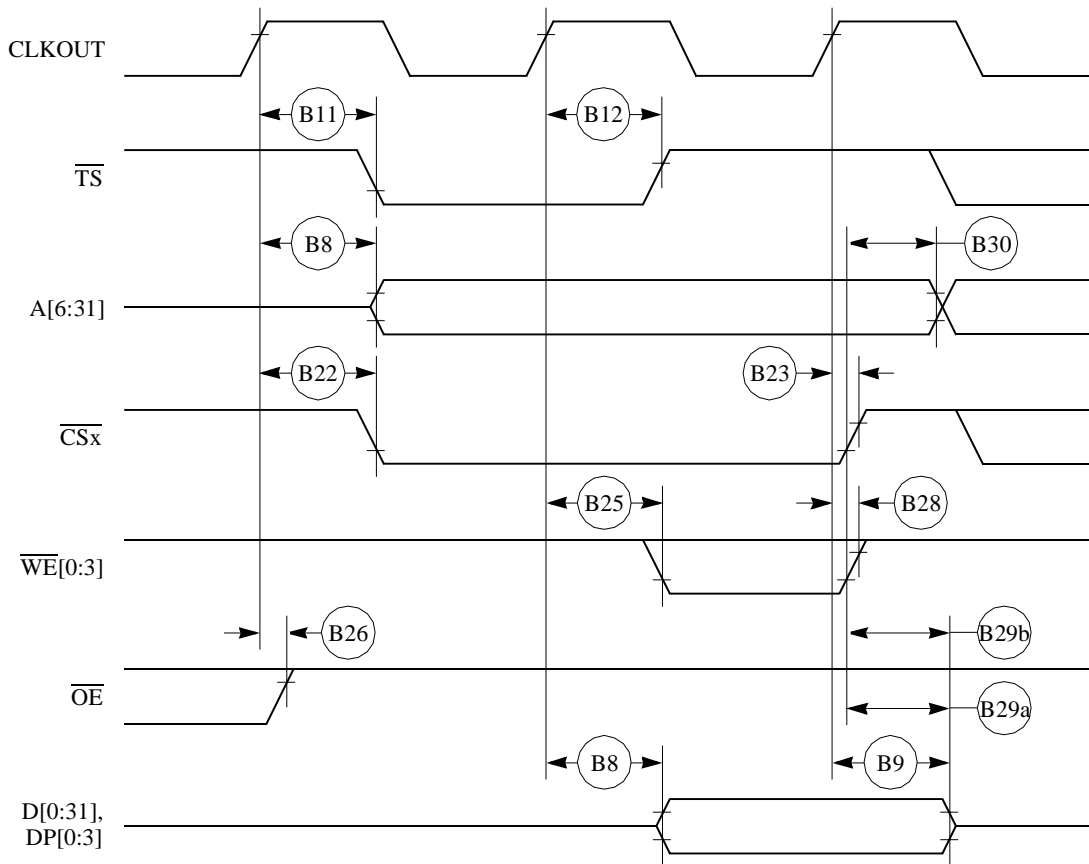 CLKOUT
B11
B12
TS
B8
B30
A[6:31]
B22
B23
CSx
B25
B28
WE[0:3]
B26
B29b
OE
B29a
B8
B9
D[0:31],
DP[0:3]